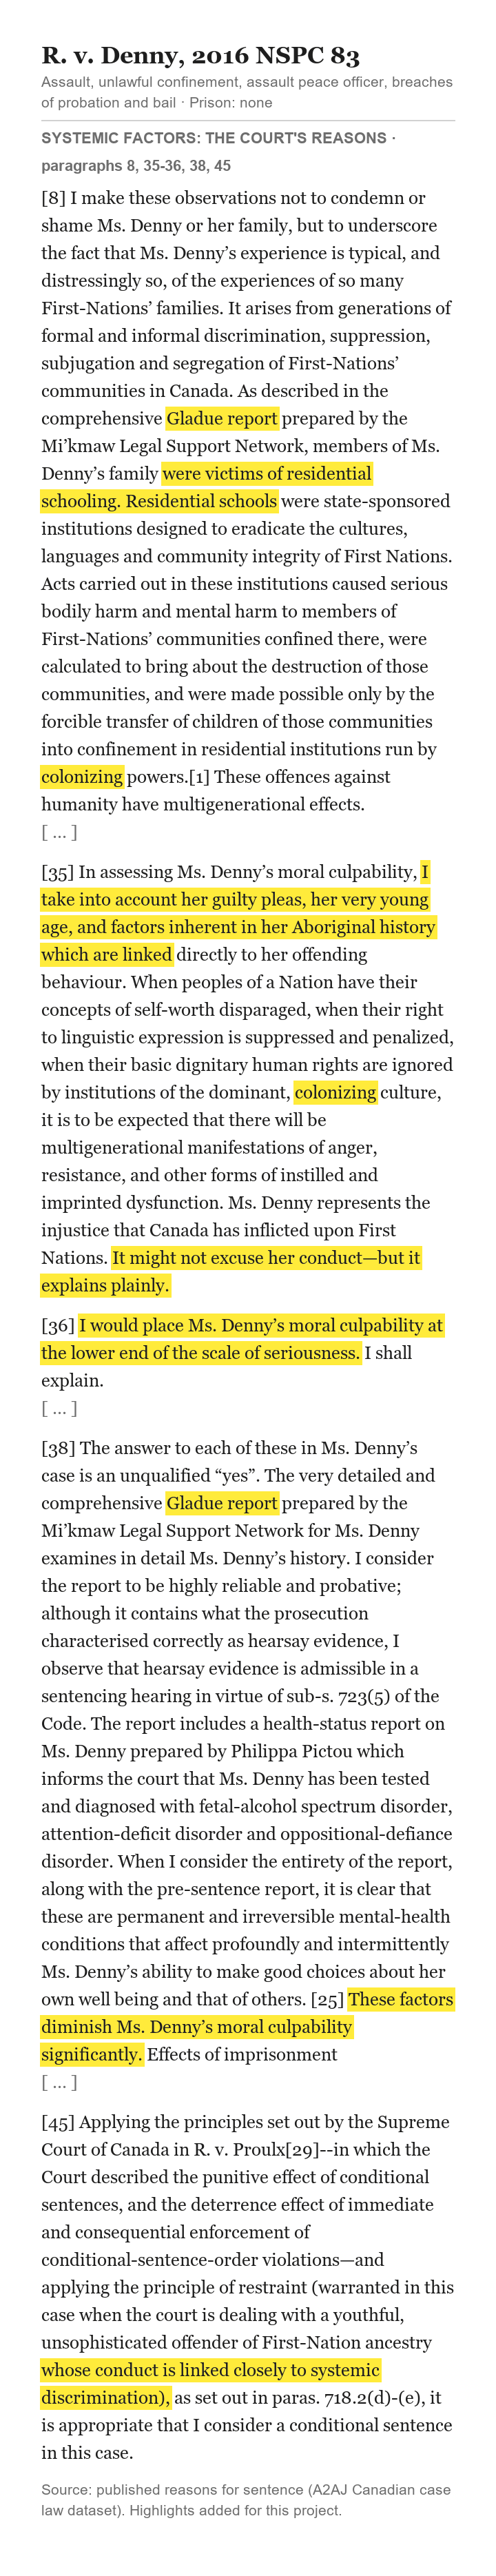 R. v. Denny, 2016 NSPC 83
Assault, unlawful confinement, assault peace officer, breaches
of probation and bail · Prison: none
SYSTEMIC FACTORS: THE COURT'S REASONS ·
paragraphs 8, 35-36, 38, 45
[8] I make these observations not to condemn or
shame Ms. Denny or her family, but to underscore
the fact that Ms. Denny’s experience is typical, and
distressingly so, of the experiences of so many
First-Nations’ families. It arises from generations of
formal and informal discrimination, suppression,
subjugation and segregation of First-Nations’
communities in Canada. As described in the
comprehensive Gladue report prepared by the
Mi’kmaw Legal Support Network, members of Ms.
Denny’s family were victims of residential
schooling. Residential schools were state-sponsored
institutions designed to eradicate the cultures,
languages and community integrity of First Nations.
Acts carried out in these institutions caused serious
bodily harm and mental harm to members of
First-Nations’ communities confined there, were
calculated to bring about the destruction of those
communities, and were made possible only by the
forcible transfer of children of those communities
into confinement in residential institutions run by
colonizing powers.[1] These offences against
humanity have multigenerational effects.
[ ... ]
[35] In assessing Ms. Denny’s moral culpability, I
take into account her guilty pleas, her very young
age, and factors inherent in her Aboriginal history
which are linked directly to her offending
behaviour. When peoples of a Nation have their
concepts of self-worth disparaged, when their right
to linguistic expression is suppressed and penalized,
when their basic dignitary human rights are ignored
by institutions of the dominant, colonizing culture,
it is to be expected that there will be
multigenerational manifestations of anger,
resistance, and other forms of instilled and
imprinted dysfunction. Ms. Denny represents the
injustice that Canada has inflicted upon First
Nations. It might not excuse her conduct—but it
explains plainly.
[36] I would place Ms. Denny’s moral culpability at
the lower end of the scale of seriousness. I shall
explain.
[ ... ]
[38] The answer to each of these in Ms. Denny’s
case is an unqualified “yes”. The very detailed and
comprehensive Gladue report prepared by the
Mi’kmaw Legal Support Network for Ms. Denny
examines in detail Ms. Denny’s history. I consider
the report to be highly reliable and probative;
although it contains what the prosecution
characterised correctly as hearsay evidence, I
observe that hearsay evidence is admissible in a
sentencing hearing in virtue of sub-s. 723(5) of the
Code. The report includes a health-status report on
Ms. Denny prepared by Philippa Pictou which
informs the court that Ms. Denny has been tested
and diagnosed with fetal-alcohol spectrum disorder,
attention-deficit disorder and oppositional-defiance
disorder. When I consider the entirety of the report,
along with the pre-sentence report, it is clear that
these are permanent and irreversible mental-health
conditions that affect profoundly and intermittently
Ms. Denny’s ability to make good choices about her
own well being and that of others. [25] These factors
diminish Ms. Denny’s moral culpability
significantly. Effects of imprisonment
[ ... ]
[45] Applying the principles set out by the Supreme
Court of Canada in R. v. Proulx[29]--in which the
Court described the punitive effect of conditional
sentences, and the deterrence effect of immediate
and consequential enforcement of
conditional-sentence-order violations—and
applying the principle of restraint (warranted in this
case when the court is dealing with a youthful,
unsophisticated offender of First-Nation ancestry
whose conduct is linked closely to systemic
discrimination), as set out in paras. 718.2(d)-(e), it
is appropriate that I consider a conditional sentence
in this case.
Source: published reasons for sentence (A2AJ Canadian case
law dataset). Highlights added for this project.